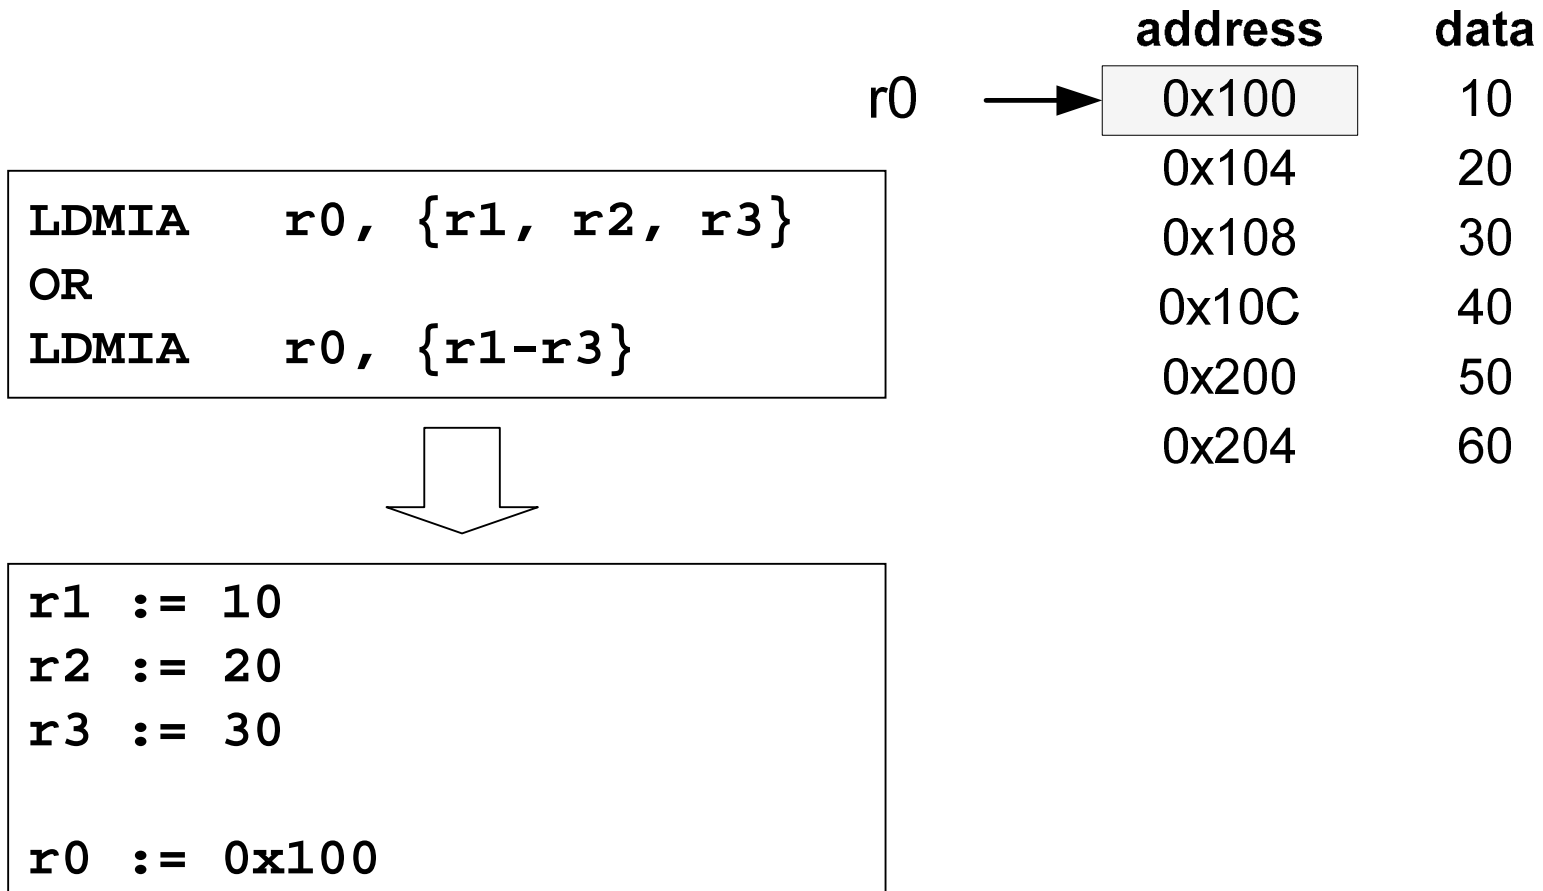 address data
r0 0x100 10
0x104 20
0x108 30
0x10C 40
0x200 50
0x204 60
LDMIA r0, {r1, r2, r3}
OR
LDMIA r0, {r1-r3}
r1 := 10
r2 := 20
r3 := 30
r0 := 0x100